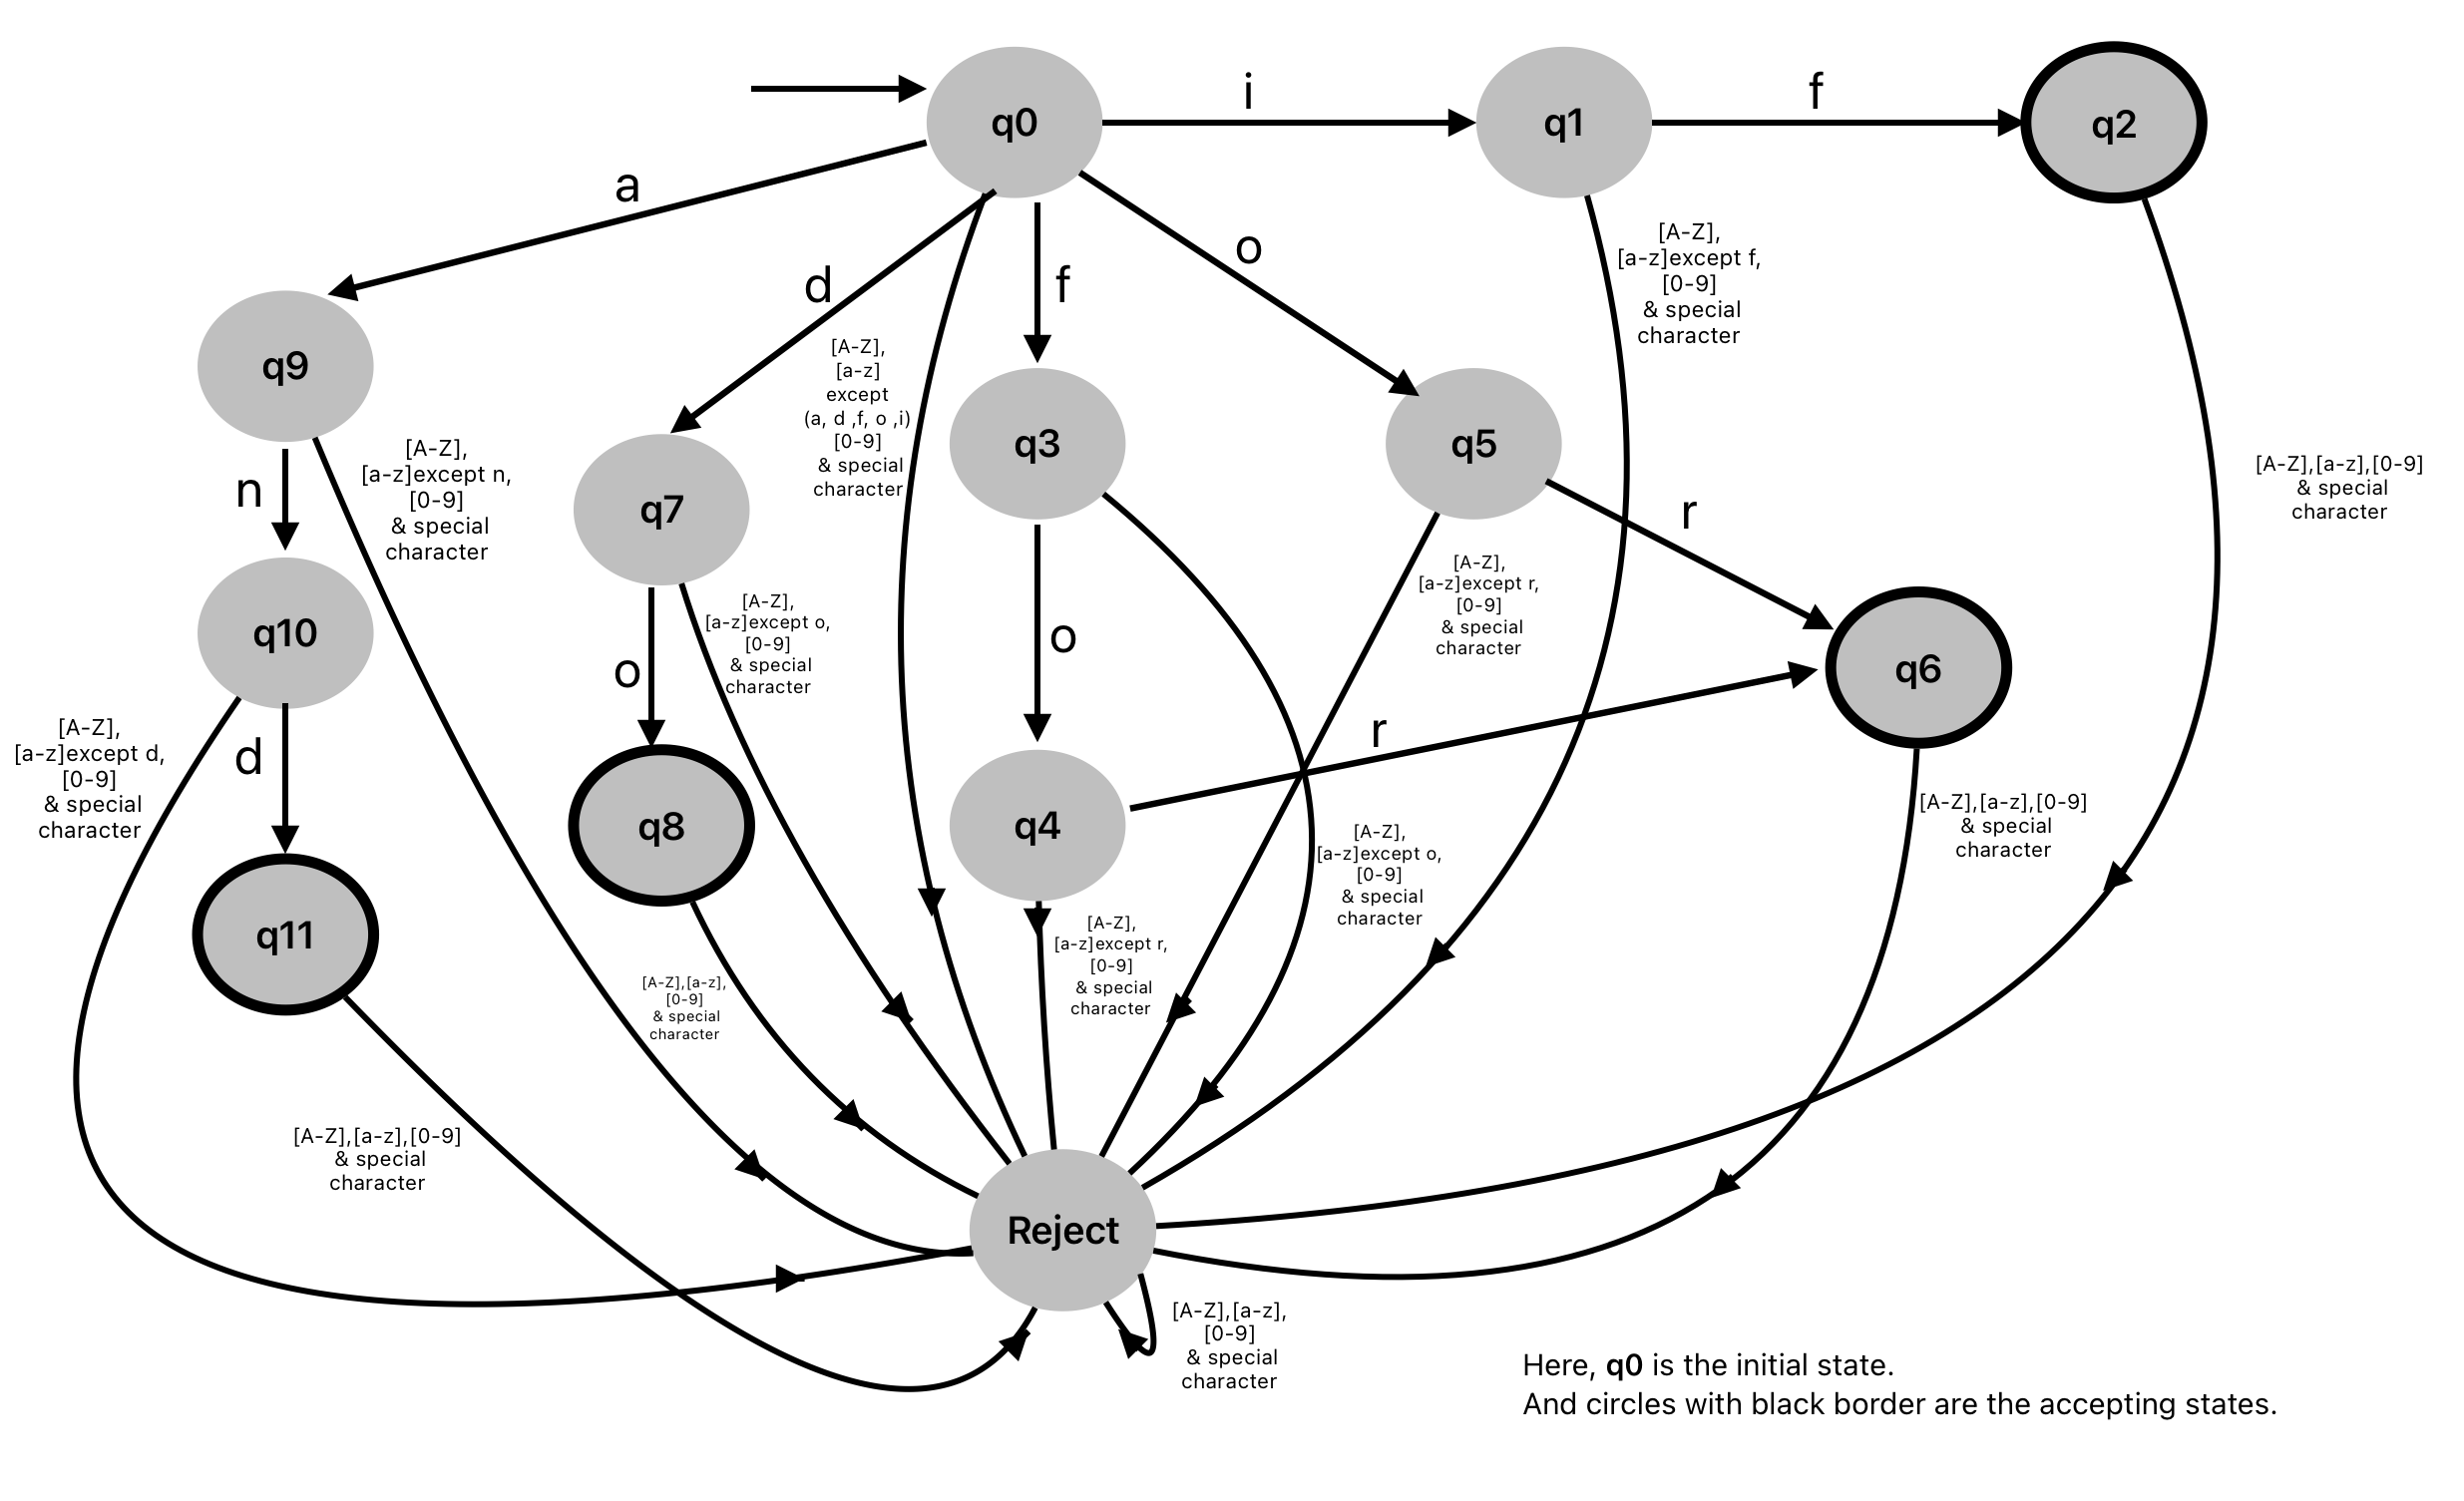 q0
i
q1
f
q2
a
d
f
o
[A-Z],
[a-z]except f,
[0-9]
& special
character
q9
[A-Z],
[a-z]
except
(a, d ,f, o ,i)
[0-9]
& special
character
q3
q5
[A-Z],[a-z],[0-9]
& special
character
n
[A-Z],
[a-z]except n,
[0-9]
& special
character
q7
r
[A-Z],
[a-z]except r,
[0-9]
& special
character
q10
o
[A-Z],
[a-z]except o,
[0-9]
& special
character
o
q6
[A-Z],
[a-z]except d,
[0-9]
& special
character
d
q8
q4
r
[A-Z],
[a-z]except o,
[0-9]
& special
character
[A-Z],[a-z],[0-9]
& special
character
q11
[A-Z],[a-z],
[0-9]
& special
character
[A-Z],
[a-z]except r,
[0-9]
& special
character
[A-Z],[a-z],[0-9]
& special
character
Reject
[A-Z],[a-z],
[0-9]
& special
character
Here, q0 is the initial state.
And circles with black border are the accepting states.